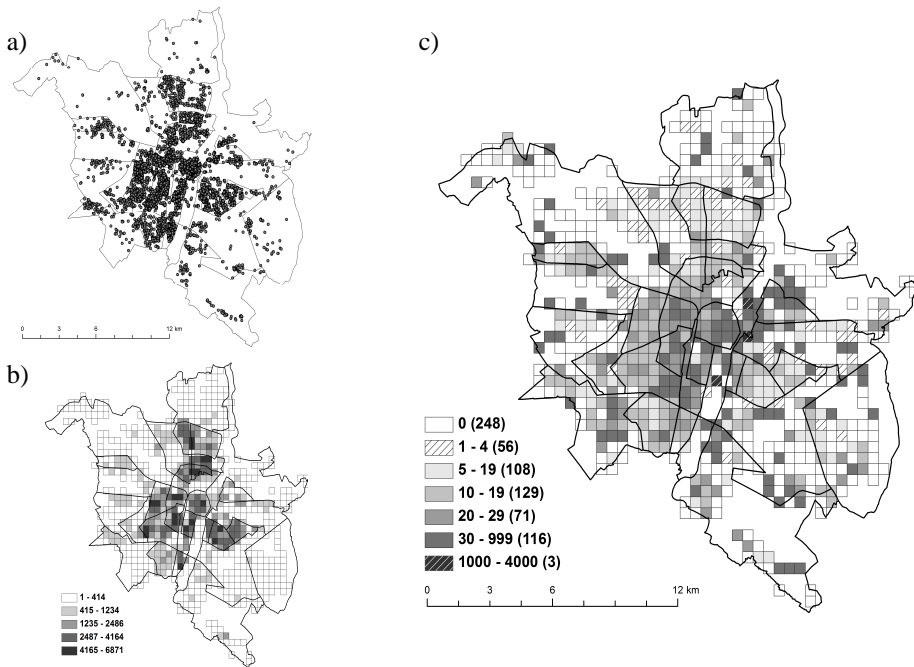 a)
0 3 6 12 km
b)
1 - 414
415 - 1234
1235 - 2486
2487 - 4164
4165 - 6871
c)
0 (248)
1 - 4 (56)
5 - 19 (108)
10 - 19 (129)
20 - 29 (71)
30 - 999 (116)
1000 - 4000 (3)
0 3 6 12 km